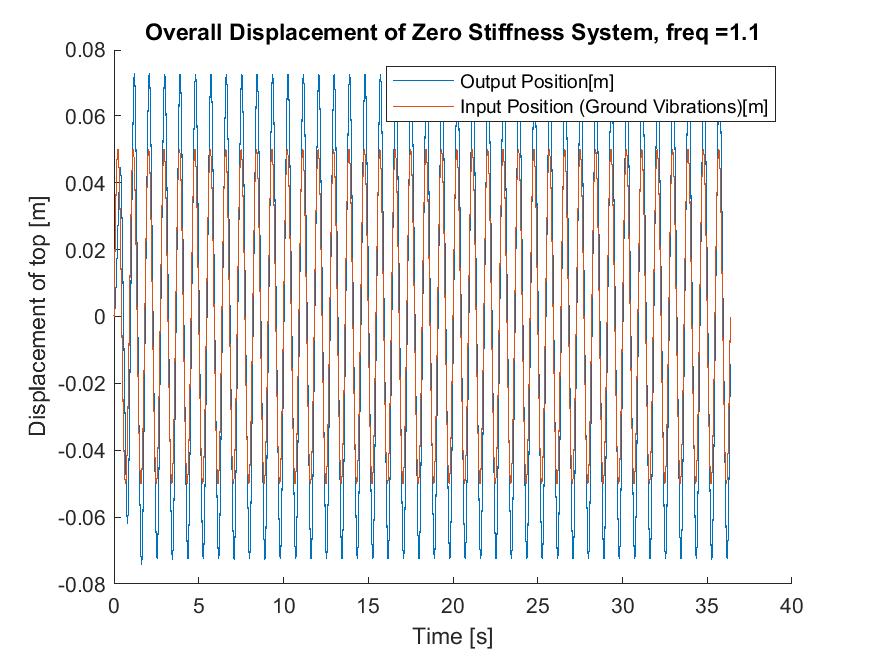 Overall Displacement of Zero Stiffness System, freq =1.1
0.08
0.06
0.04
0.02
0
-0.02
-0.04
-0.06
-0.08
Displacement of top [m]
Output Position[m]
Input Position (Ground Vibrations)[m]
0 5 10 15 20 25 30 35 40
Time [s]